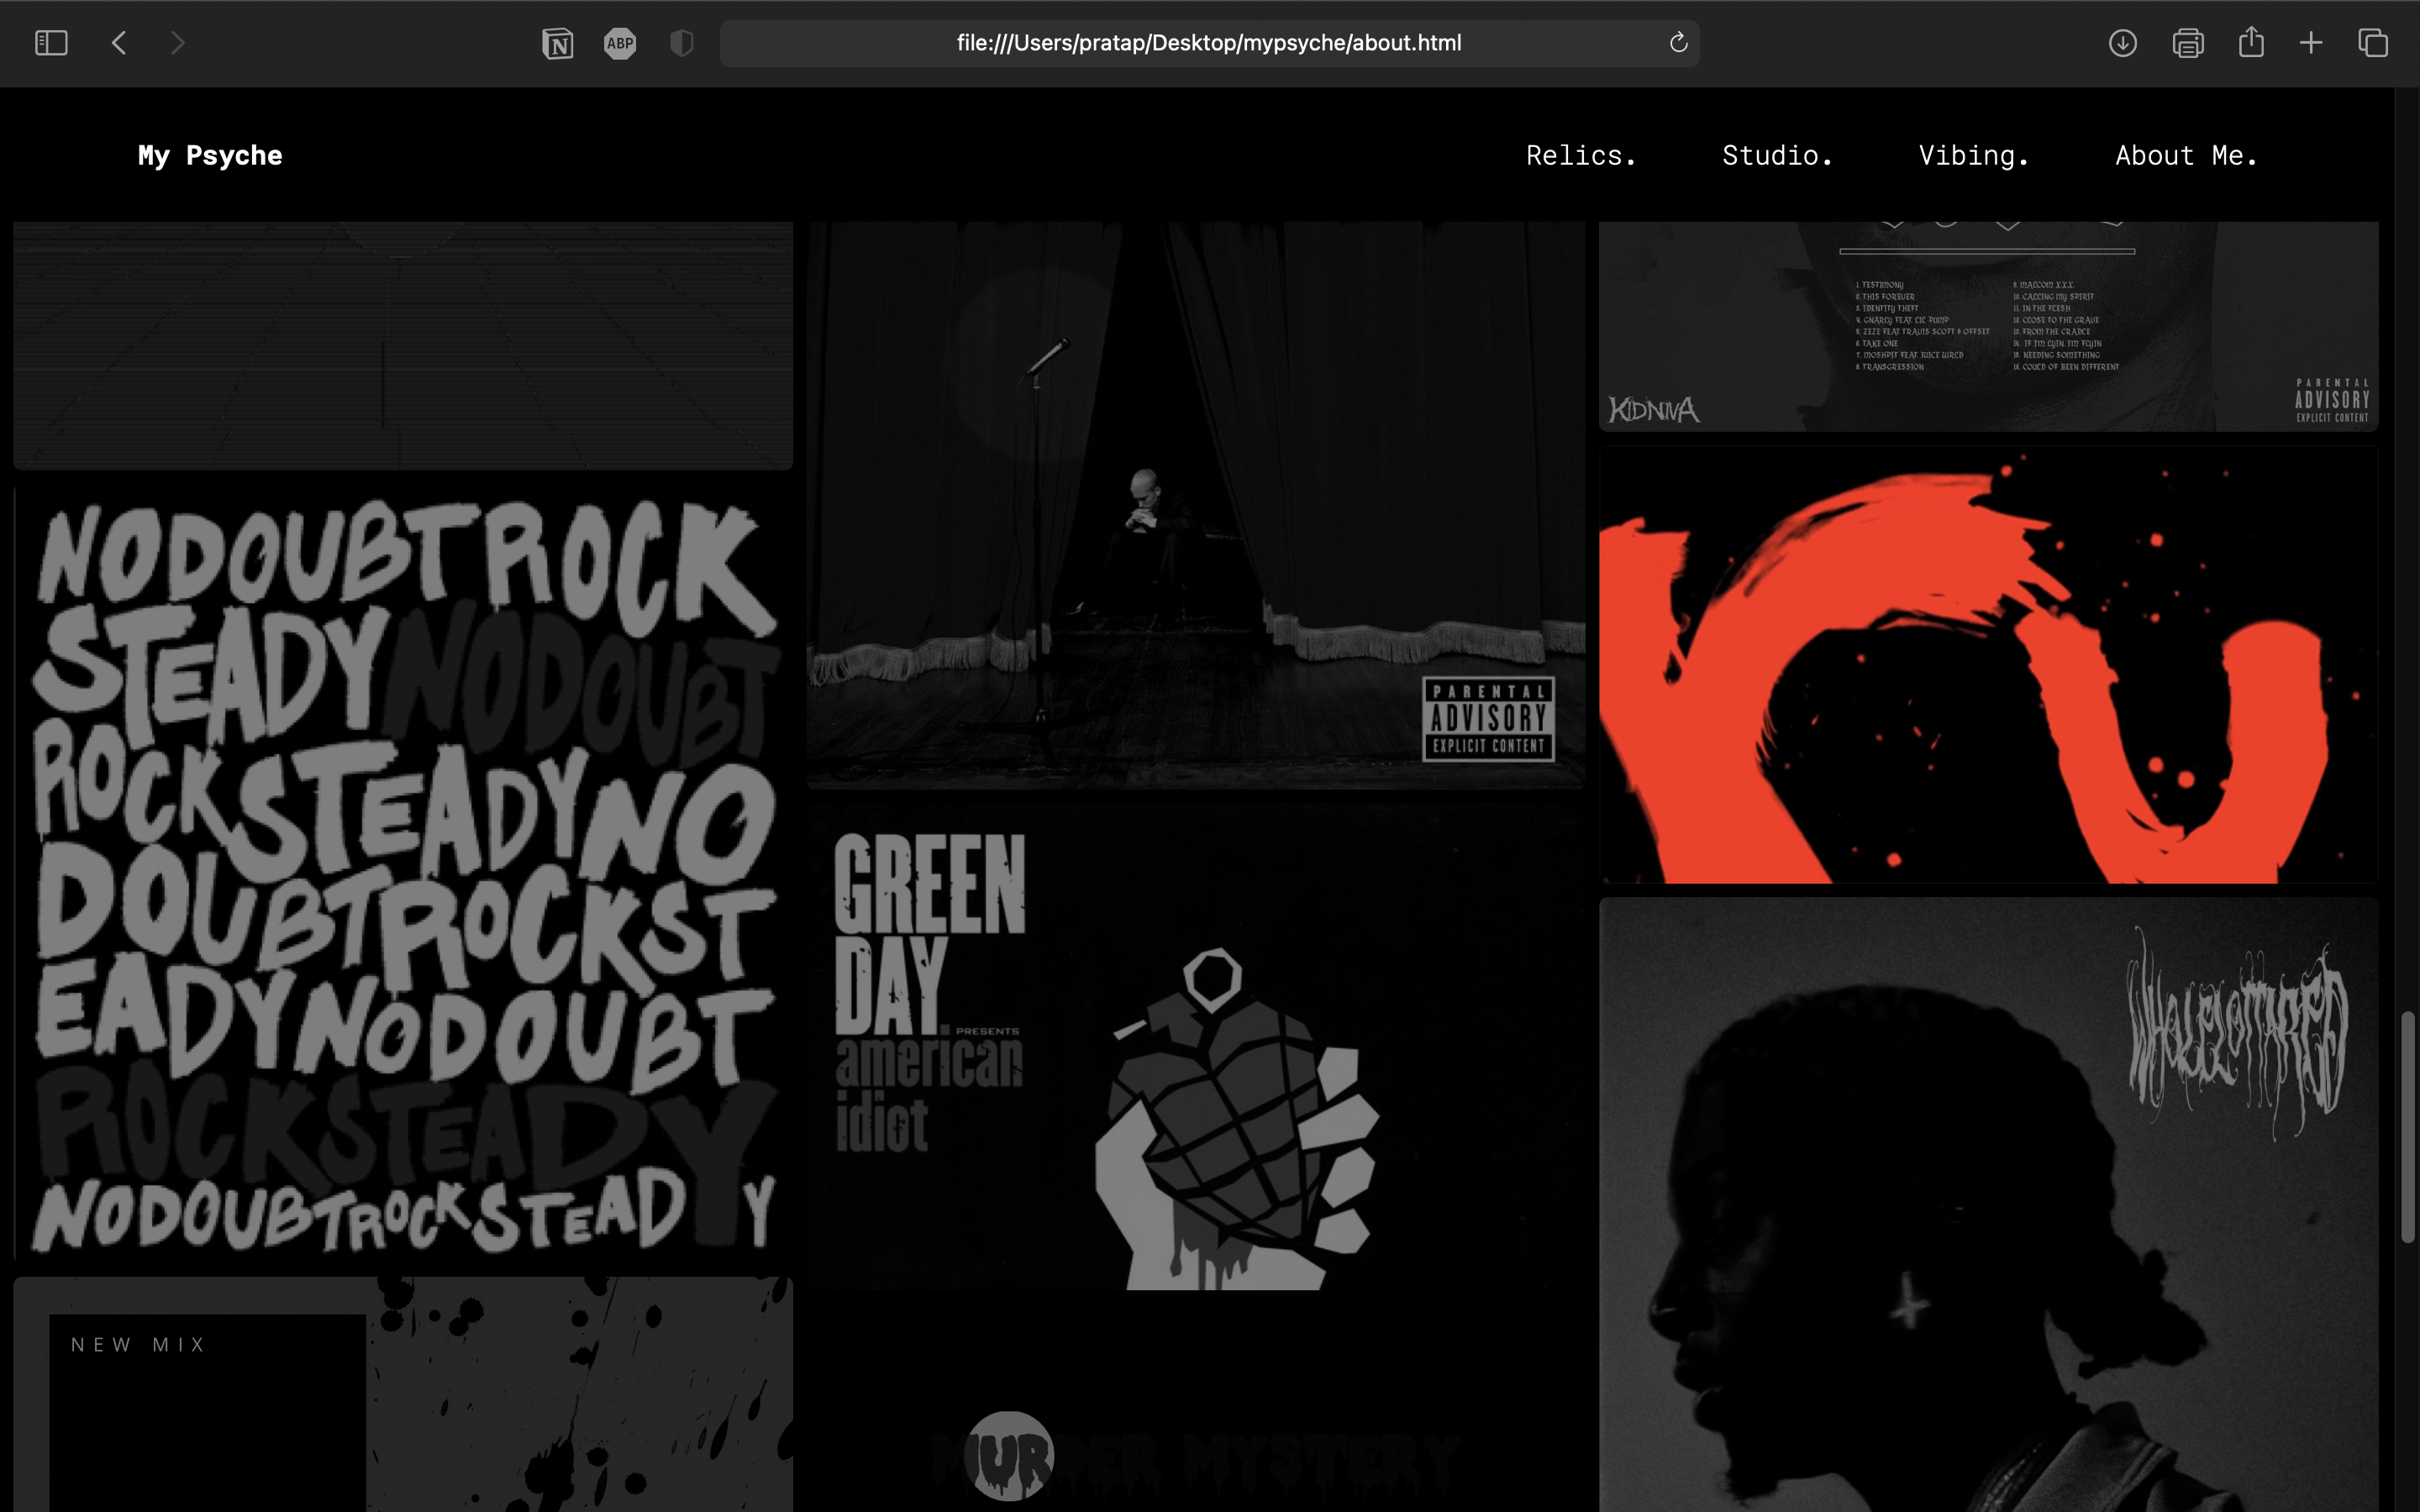 ABP
file:///Users/pratap/Desktop/mypsyche/about.html
My Psyche
Relics.
Studio.
Vibing.
About Me.
NODOUBTROCK
STEADYNODOUBT
ROCKSTEADYNO
DOUBTROCKST
EADYNODOUBT
ROCKSTEADY
NODOUBTROCKSTEADY
NEW MIX
PARENTAL
ADVISORY
EXPLICIT CONTENT
GREEN
DAY.
PRESENTS
american
idiot
MURDER MYSTERY
1. TESTIMONY
2. THIS FOREVER
3. IDENTITY THEFT
4. GNARLY FEAT. LIL PUMP
5. ZEZE FEAT. TRAVIS SCOTT & OFFSET
6. TAKE ONE
7. MOSHPIT FEAT. JUICE WRLD
8. TRANSGRESSION
9. MALCOM X.X.X.
10. CALLING MY SPIRIT
11. IN THE FLESH
12. CLOSE TO THE GRAVE
13. FROM THE CRADLE
14. IF I'M LYIN, I'M FLYIN
15. NEEDING SOMETHING
16. COULD OF BEEN DIFFERENT
KIDNIVA
PARENTAL
ADVISORY
EXPLICIT CONTENT
WHOLELOTTARED